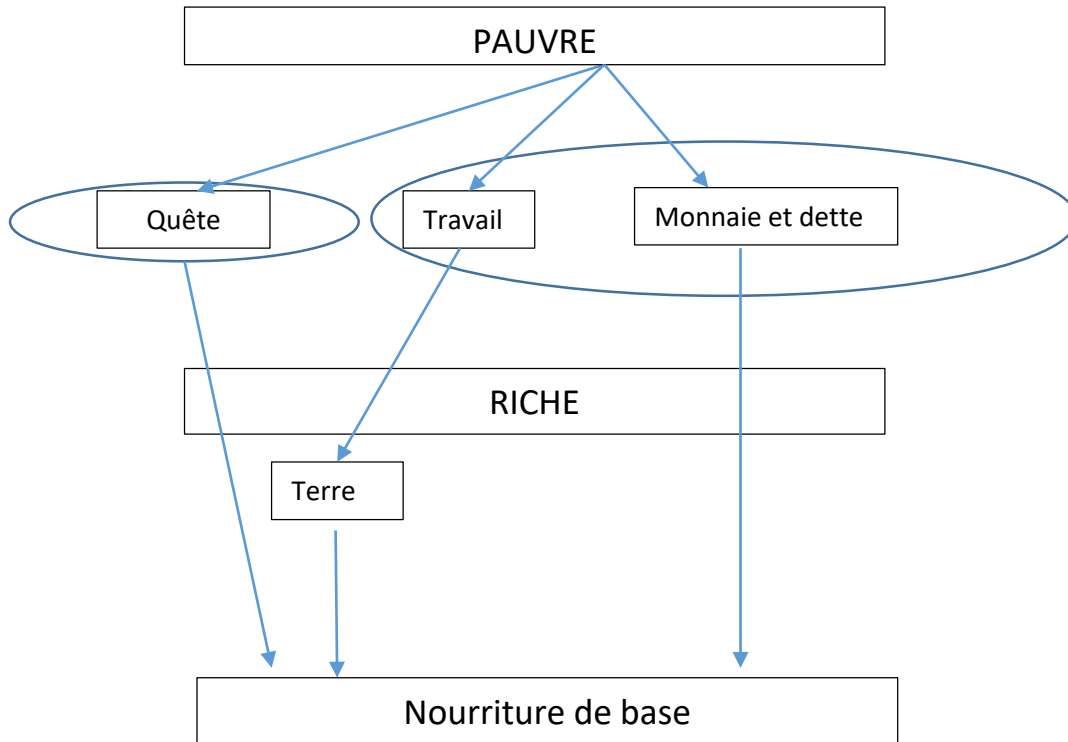 PAUVRE
Quête
Travail
Monnaie et dette
RICHE
Terre
Nourriture de base